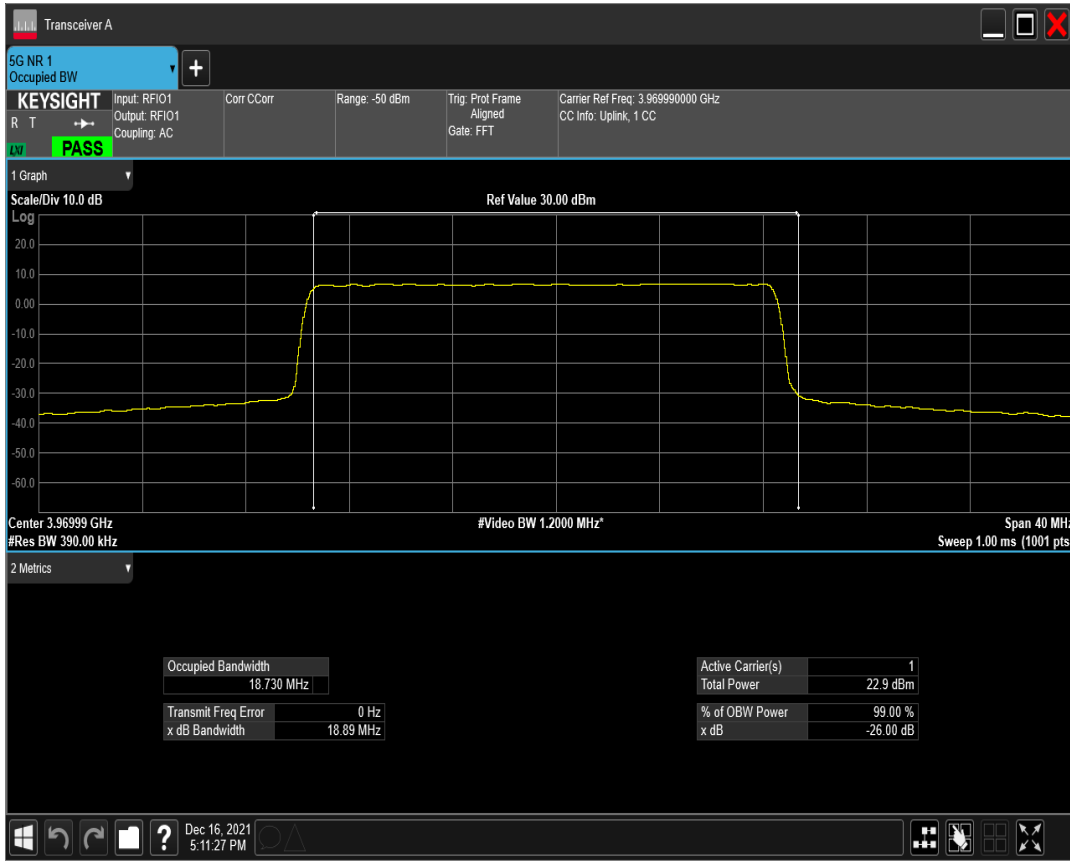 Transceiver A
5G NR 1
Occupied BW
+
KEYSIGHT
R T
LXI
PASS
Input: RFIO1
Output: RFIO1
Coupling: AC
Corr CCorr
Range: -50 dBm
Trig: Prot Frame
Aligned
Gate: FFT
Carrier Ref Freq: 3.969990000 GHz
CC Info: Uplink, 1 CC
1 Graph
Scale/Div 10.0 dB
Ref Value 30.00 dBm
Log
20.0
10.0
0.00
-10.0
-20.0
-30.0
-40.0
-50.0
-60.0
Center 3.96999 GHz
#Video BW 1.2000 MHz*
Span 40 MHz
#Res BW 390.00 kHz
Sweep 1.00 ms (1001 pts
2 Metrics
Occupied Bandwidth
18.730 MHz
Transmit Freq Error 0 Hz
x dB Bandwidth 18.89 MHz
Active Carrier(s) 1
Total Power 22.9 dBm
% of OBW Power 99.00 %
x dB -26.00 dB
?
Dec 16, 2021
5:11:27 PM